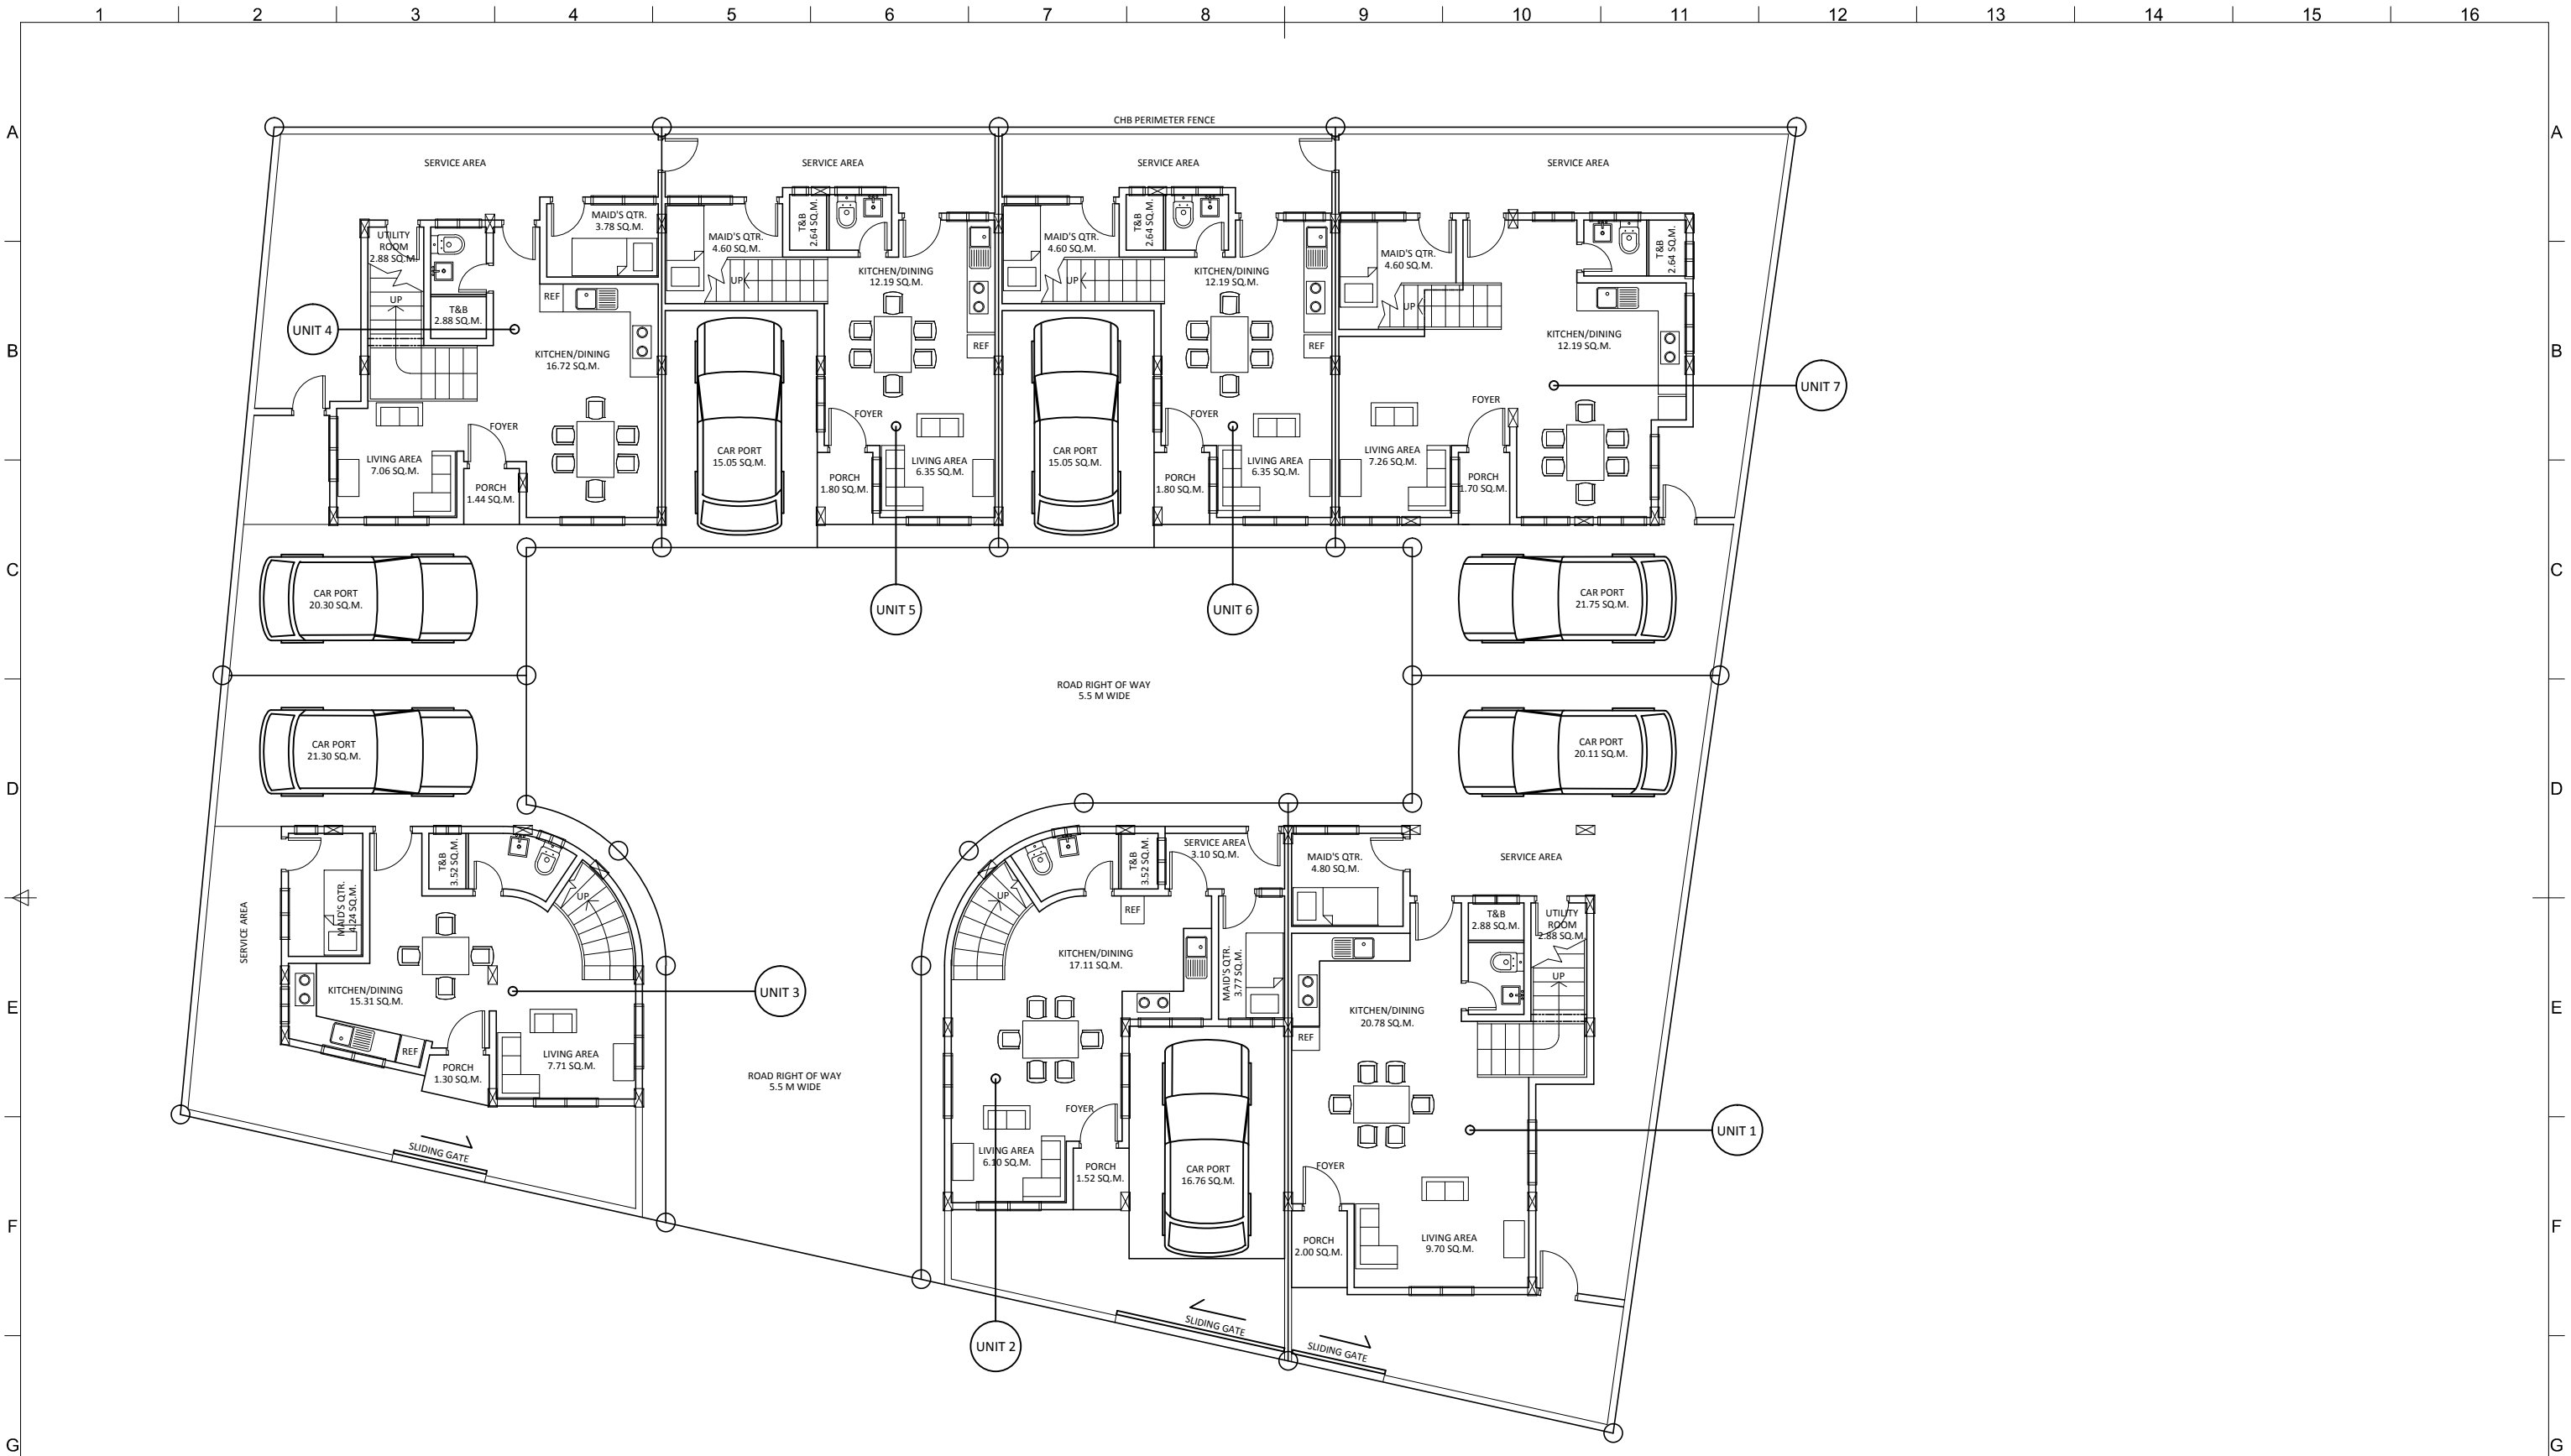 1 2 3 4 5 6 7 8 9 10 11 12 13 14 15 16
A
A
CHB PERIMETER FENCE
SERVICE AREA
SERVICE AREA
SERVICE AREA
SERVICE AREA
UTILITY
ROOM
2.88 SQ.M.
MAID'S QTR.
3.78 SQ.M.
UP
T&B
2.88 SQ.M.
REF
UNIT 4
KITCHEN/DINING
16.72 SQ.M.
FOYER
LIVING AREA
7.06 SQ.M.
PORCH
1.44 SQ.M.
MAID'S QTR.
4.60 SQ.M.
T&B
2.64 SQ.M.
UP
KITCHEN/DINING
12.19 SQ.M.
REF
FOYER
CAR PORT
15.05 SQ.M.
LIVING AREA
6.35 SQ.M.
PORCH
1.80 SQ.M.
MAID'S QTR.
4.60 SQ.M.
T&B
2.64 SQ.M.
UP
KITCHEN/DINING
12.19 SQ.M.
REF
FOYER
CAR PORT
15.05 SQ.M.
LIVING AREA
6.35 SQ.M.
PORCH
1.80 SQ.M.
MAID'S QTR.
4.60 SQ.M.
T&B
2.64 SQ.M.
UP
KITCHEN/DINING
12.19 SQ.M.
UNIT 7
FOYER
LIVING AREA
7.26 SQ.M.
PORCH
1.70 SQ.M.
B
B
C
C
CAR PORT
20.30 SQ.M.
UNIT 5
UNIT 6
CAR PORT
21.75 SQ.M.
ROAD RIGHT OF WAY
5.5 M WIDE
CAR PORT
21.30 SQ.M.
CAR PORT
20.11 SQ.M.
D
D
SERVICE AREA
MAID'S QTR.
4.24 SQ.M.
T&B
3.52 SQ.M.
UP
KITCHEN/DINING
15.31 SQ.M.
UNIT 3
REF
LIVING AREA
7.71 SQ.M.
PORCH
1.30 SQ.M.
SLIDING GATE
ROAD RIGHT OF WAY
5.5 M WIDE
T&B
3.52 SQ.M.
SERVICE AREA
3.10 SQ.M.
UP
REF
KITCHEN/DINING
17.11 SQ.M.
MAID'S QTR.
3.77 SQ.M.
FOYER
LIVING AREA
6.10 SQ.M.
PORCH
1.52 SQ.M.
CAR PORT
16.76 SQ.M.
UNIT 2
SLIDING GATE
MAID'S QTR.
4.80 SQ.M.
SERVICE AREA
T&B
2.88 SQ.M.
UTILITY
ROOM
2.88 SQ.M.
UP
KITCHEN/DINING
20.78 SQ.M.
REF
UNIT 1
FOYER
PORCH
2.00 SQ.M.
LIVING AREA
9.70 SQ.M.
SLIDING GATE
E
E
F
F
G
G